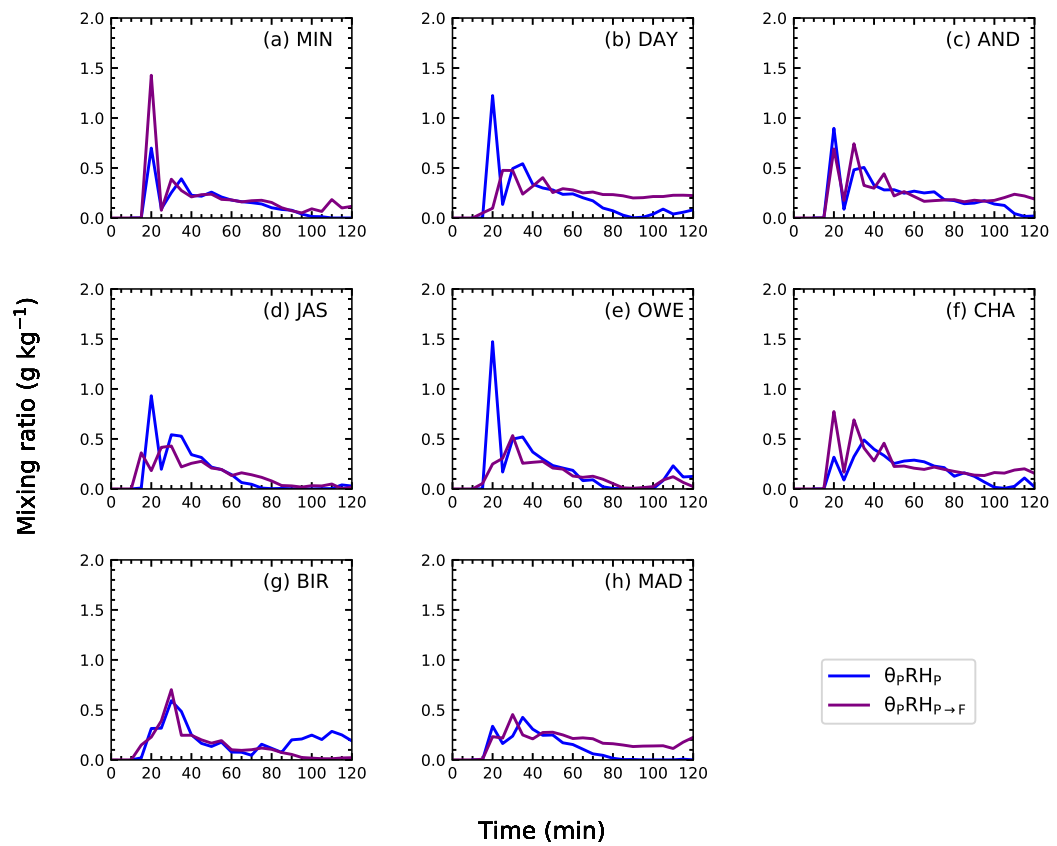 (a) MIN
2.0
1.5
1.0
0.5
0.0
0 20 40 60 80 100 120
(b) DAY
2.0
1.5
1.0
0.5
0.0
0 20 40 60 80 100 120
(c) AND
2.0
1.5
1.0
0.5
0.0
0 20 40 60 80 100 120
(d) JAS
2.0
1.5
1.0
0.5
0.0
0 20 40 60 80 100 120
(e) OWE
2.0
1.5
1.0
0.5
0.0
0 20 40 60 80 100 120
(f) CHA
2.0
1.5
1.0
0.5
0.0
0 20 40 60 80 100 120
(g) BIR
2.0
1.5
1.0
0.5
0.0
0 20 40 60 80 100 120
(h) MAD
2.0
1.5
1.0
0.5
0.0
0 20 40 60 80 100 120
θ_P RH_P
θ_P RH_{P→F}
Mixing ratio (g kg⁻¹)
Time (min)